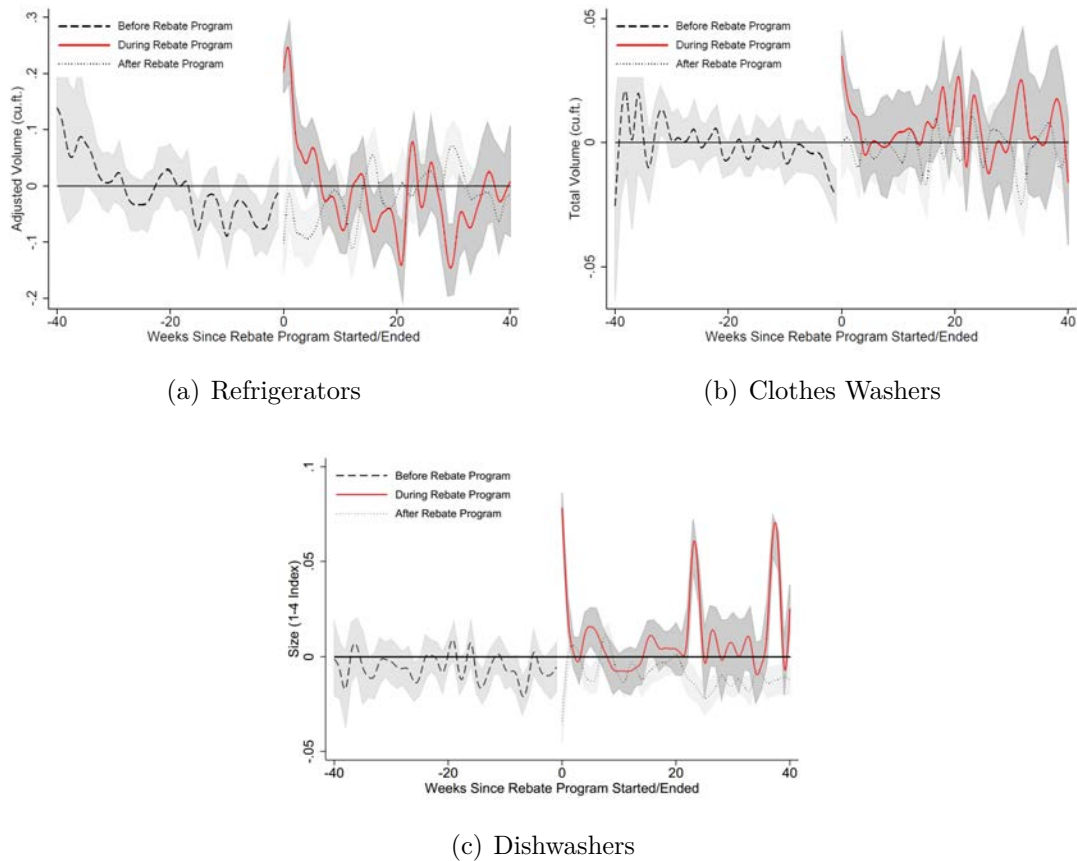 Adjusted Volume (cu.ft.)
.3
.2
.1
0
-.1
-.2
Before Rebate Program
During Rebate Program
After Rebate Program
-40
-20
0
20
40
Weeks Since Rebate Program Started/Ended
(a) Refrigerators
Total Volume (cu.ft.)
.05
0
-.05
Before Rebate Program
During Rebate Program
After Rebate Program
-40
-20
0
20
40
Weeks Since Rebate Program Started/Ended
(b) Clothes Washers
Size (1-4 Index)
.1
.05
0
-.05
Before Rebate Program
During Rebate Program
After Rebate Program
-40
-20
0
20
40
Weeks Since Rebate Program Started/Ended
(c) Dishwashers